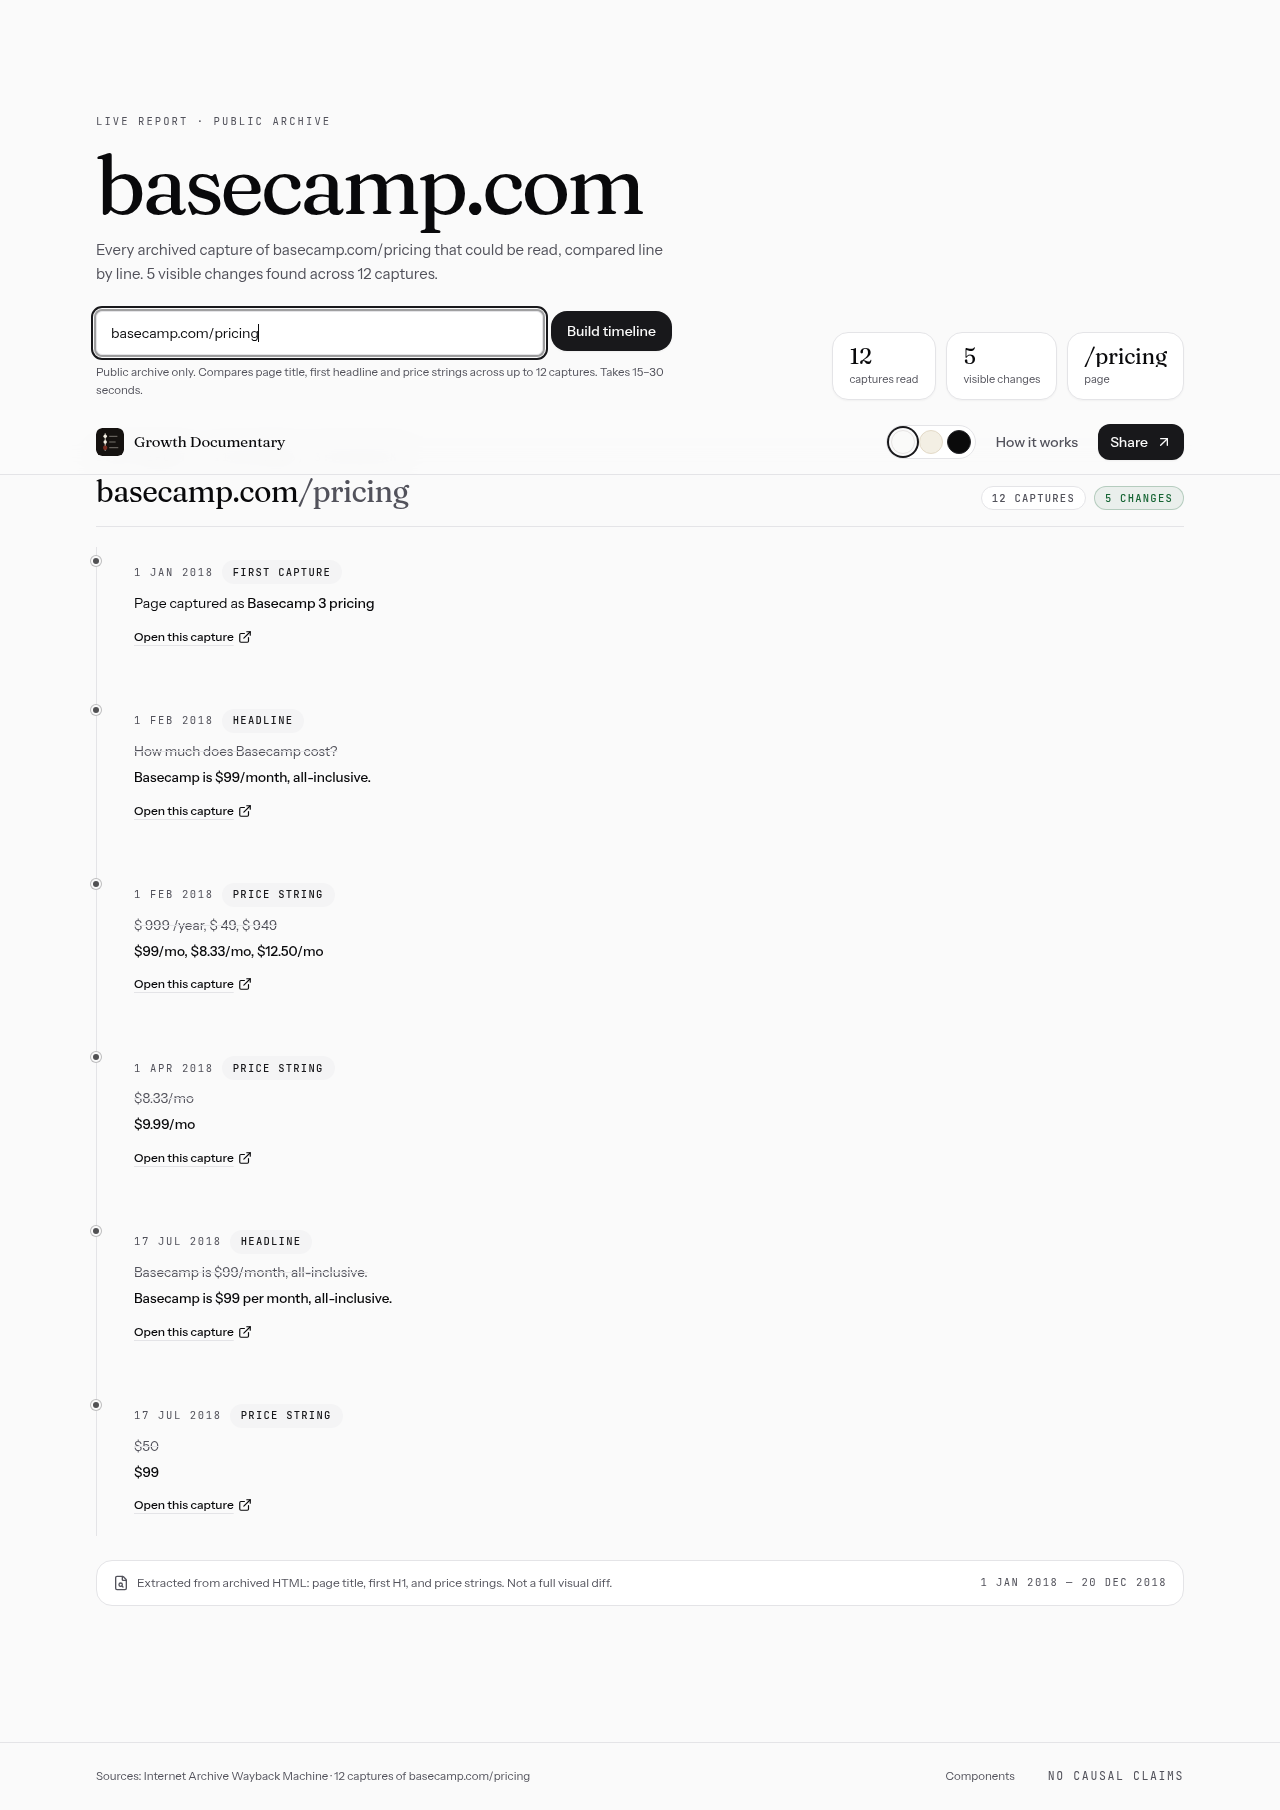 LIVE REPORT · PUBLIC ARCHIVE
basecamp.com
Every archived capture of basecamp.com/pricing that could be read, compared line
by line. 5 visible changes found across 12 captures.
basecamp.com/pricing
Build timeline
Public archive only. Compares page title, first headline and price strings across up to 12 captures. Takes 15–30
seconds.
12
captures read
5
visible changes
/pricing
page
Growth Documentary
How it works
Share
basecamp.com/pricing
12 CAPTURES
5 CHANGES
1 JAN 2018 FIRST CAPTURE
Page captured as Basecamp 3 pricing
Open this capture
1 FEB 2018 HEADLINE
How much does Basecamp cost?
Basecamp is $99/month, all-inclusive.
Open this capture
1 FEB 2018 PRICE STRING
$ 999 /year, $ 49, $ 949
$99/mo, $8.33/mo, $12.50/mo
Open this capture
1 APR 2018 PRICE STRING
$8.33/mo
$9.99/mo
Open this capture
17 JUL 2018 HEADLINE
Basecamp is $99/month, all-inclusive.
Basecamp is $99 per month, all-inclusive.
Open this capture
17 JUL 2018 PRICE STRING
$50
$99
Open this capture
Extracted from archived HTML: page title, first H1, and price strings. Not a full visual diff.
1 JAN 2018 — 20 DEC 2018
Sources: Internet Archive Wayback Machine · 12 captures of basecamp.com/pricing
Components
NO CAUSAL CLAIMS